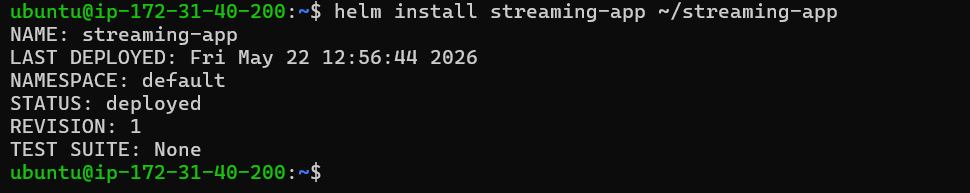 ubuntu@ip-172-31-40-200:~$ helm install streaming-app ~/streaming-app
NAME: streaming-app
LAST DEPLOYED: Fri May 22 12:56:44 2026
NAMESPACE: default
STATUS: deployed
REVISION: 1
TEST SUITE: None
ubuntu@ip-172-31-40-200:~$